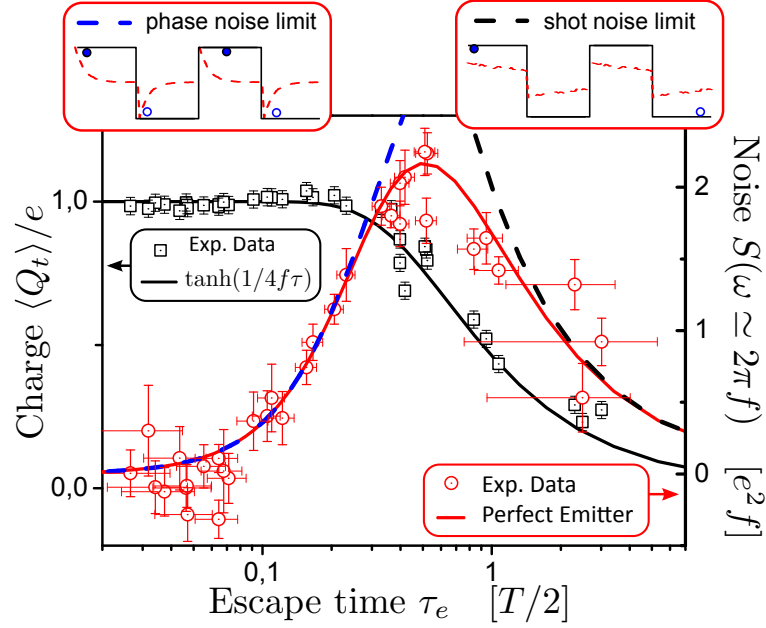 phase noise limit
shot noise limit
Charge ⟨Q_t⟩/e
1,0
0,0
Exp. Data
tanh(1/4fτ)
Exp. Data
Perfect Emitter
2
1
0
Noise S(ω ≃ 2πf) [e²f]
0,1
1
Escape time τ_e [T/2]